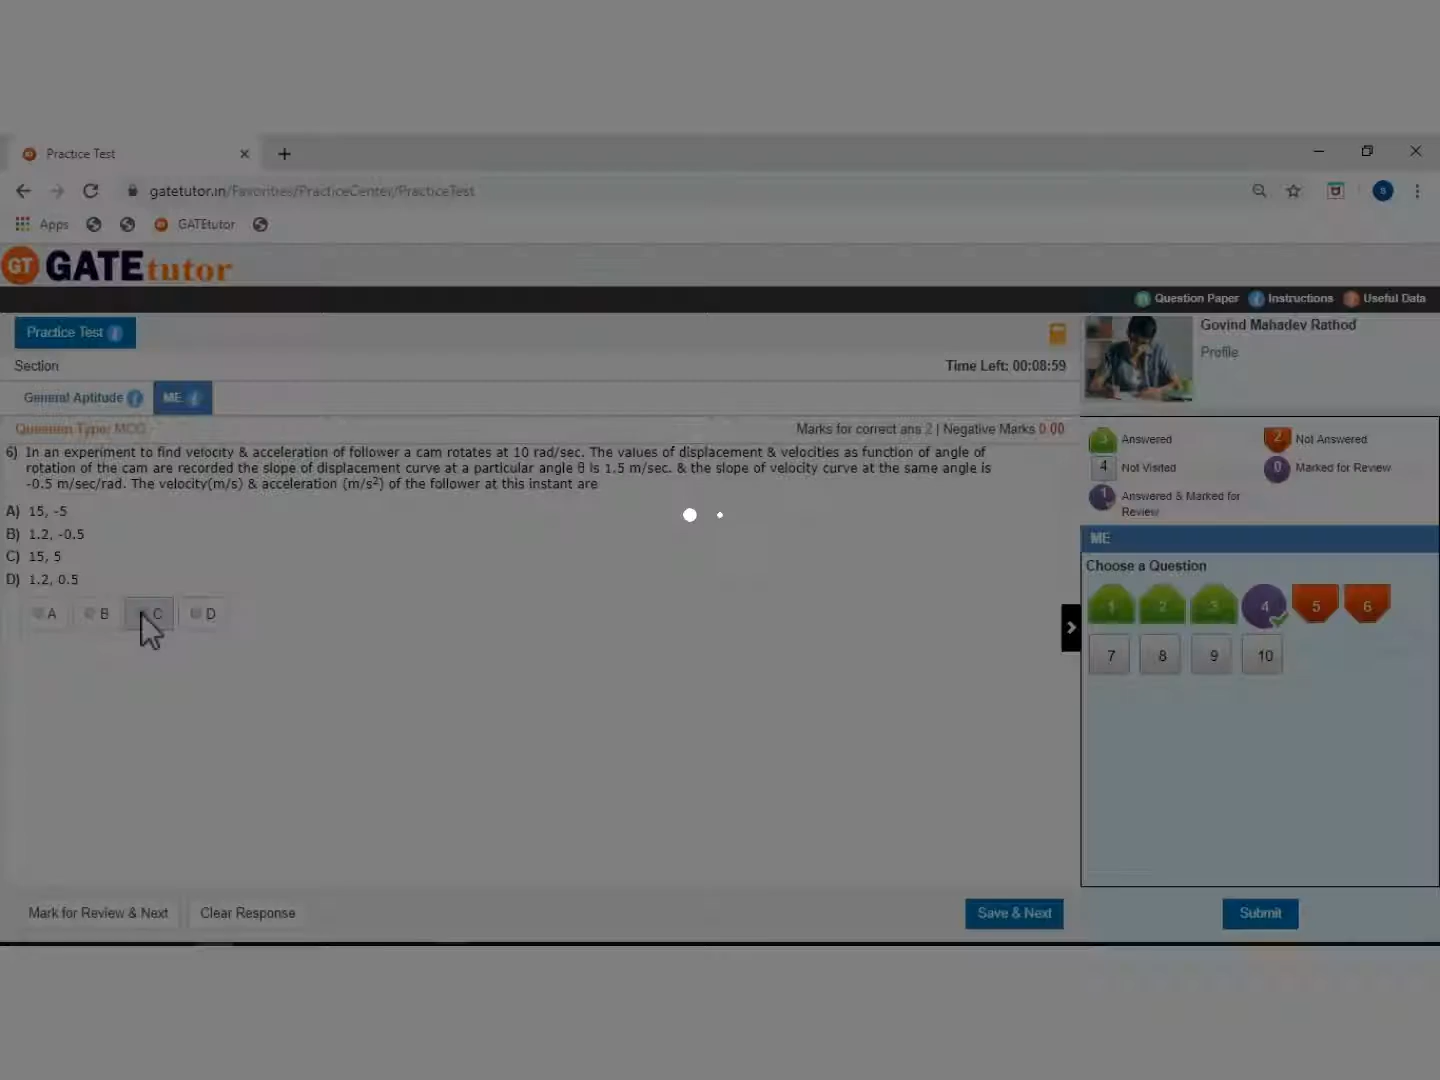 Practice Test
gatetutor.in/Favorities/PracticeCenter/PracticeTest
Apps GATEtutor
GT GATEtutor
Question Paper Instructions Useful Data
Practice Test
Govind Mahadev Rathod
Profile
Section
Time Left: 00:08:59
General Aptitude ME
Question Type: MCQ
Marks for correct ans 2 | Negative Marks 0.00
6) In an experiment to find velocity & acceleration of follower a cam rotates at 10 rad/sec. The values of displacement & velocities as function of angle of
rotation of the cam are recorded the slope of displacement curve at a particular angle θ is 1.5 m/sec. & the slope of velocity curve at the same angle is
-0.5 m/sec/rad. The velocity(m/s) & acceleration (m/s²) of the follower at this instant are
A) 15, -5
B) 1.2, -0.5
C) 15, 5
D) 1.2, 0.5
A B C D
3 Answered
2 Not Answered
4 Not Visited
0 Marked for Review
1 Answered & Marked for
Review
ME
Choose a Question
1 2 3 4 5 6
7 8 9 10
Mark for Review & Next Clear Response Save & Next Submit